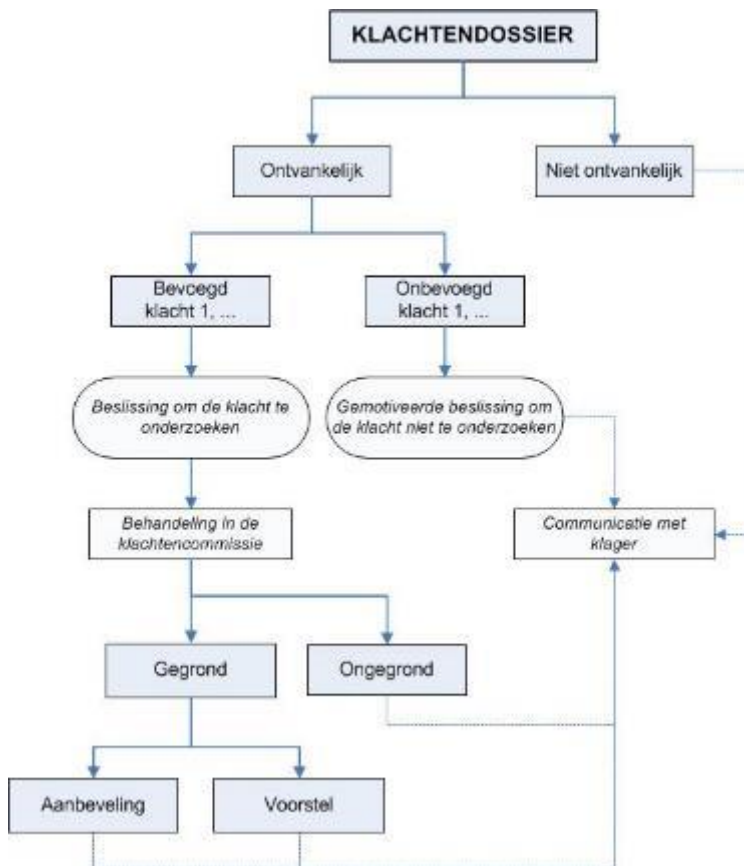 KLACHTENDOSSIER
Ontvankelijk
Niet ontvankelijk
Bevoegd
klacht 1, ...
Onbevoegd
klacht 1, ...
Beslissing om de klacht te
onderzoeken
Gemotiveerde beslissing om
de klacht niet te onderzoeken
Behandeling in de
klachtencommissie
Communicatie met
klager
Gegrond
Ongegrond
Aanbeveling
Voorstel